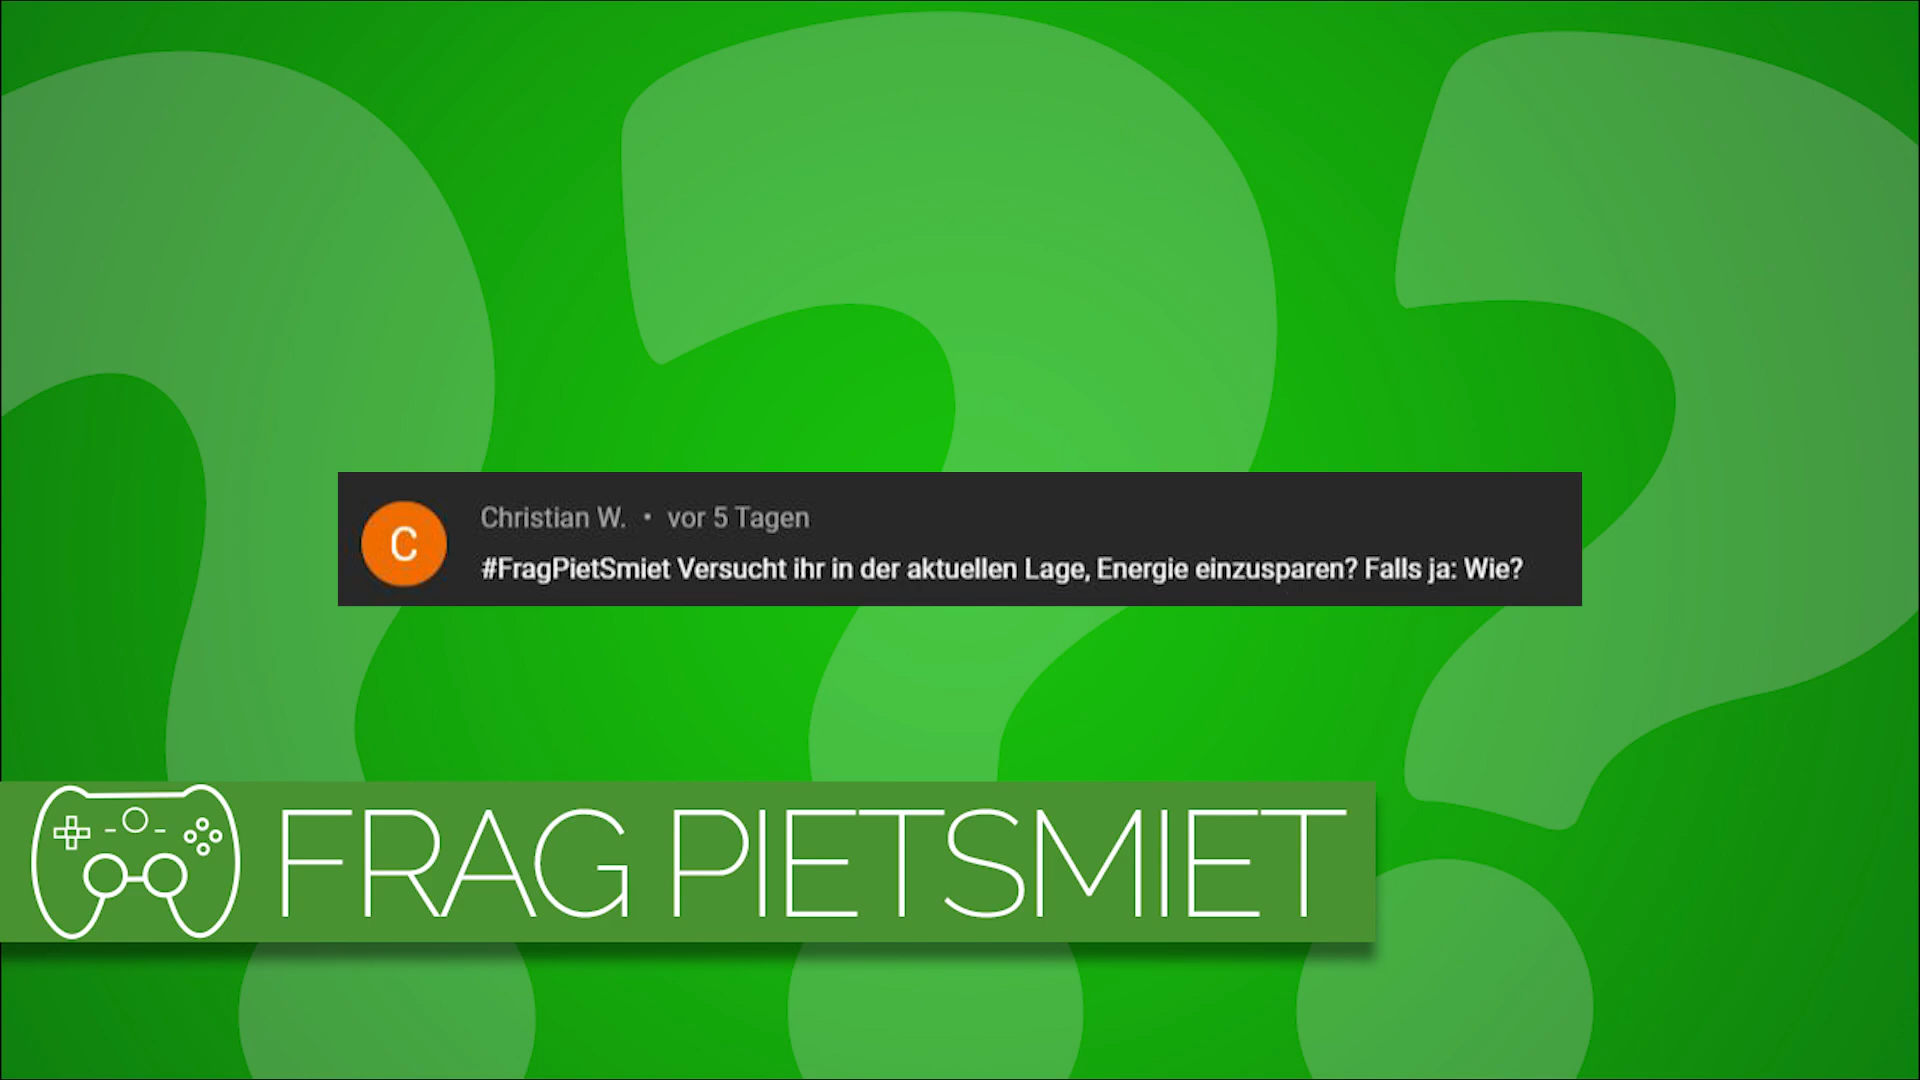 C
Christian W. • vor 5 Tagen
#FragPietSmiet Versucht ihr in der aktuellen Lage, Energie einzusparen? Falls ja: Wie?
FRAG PIETSMIET